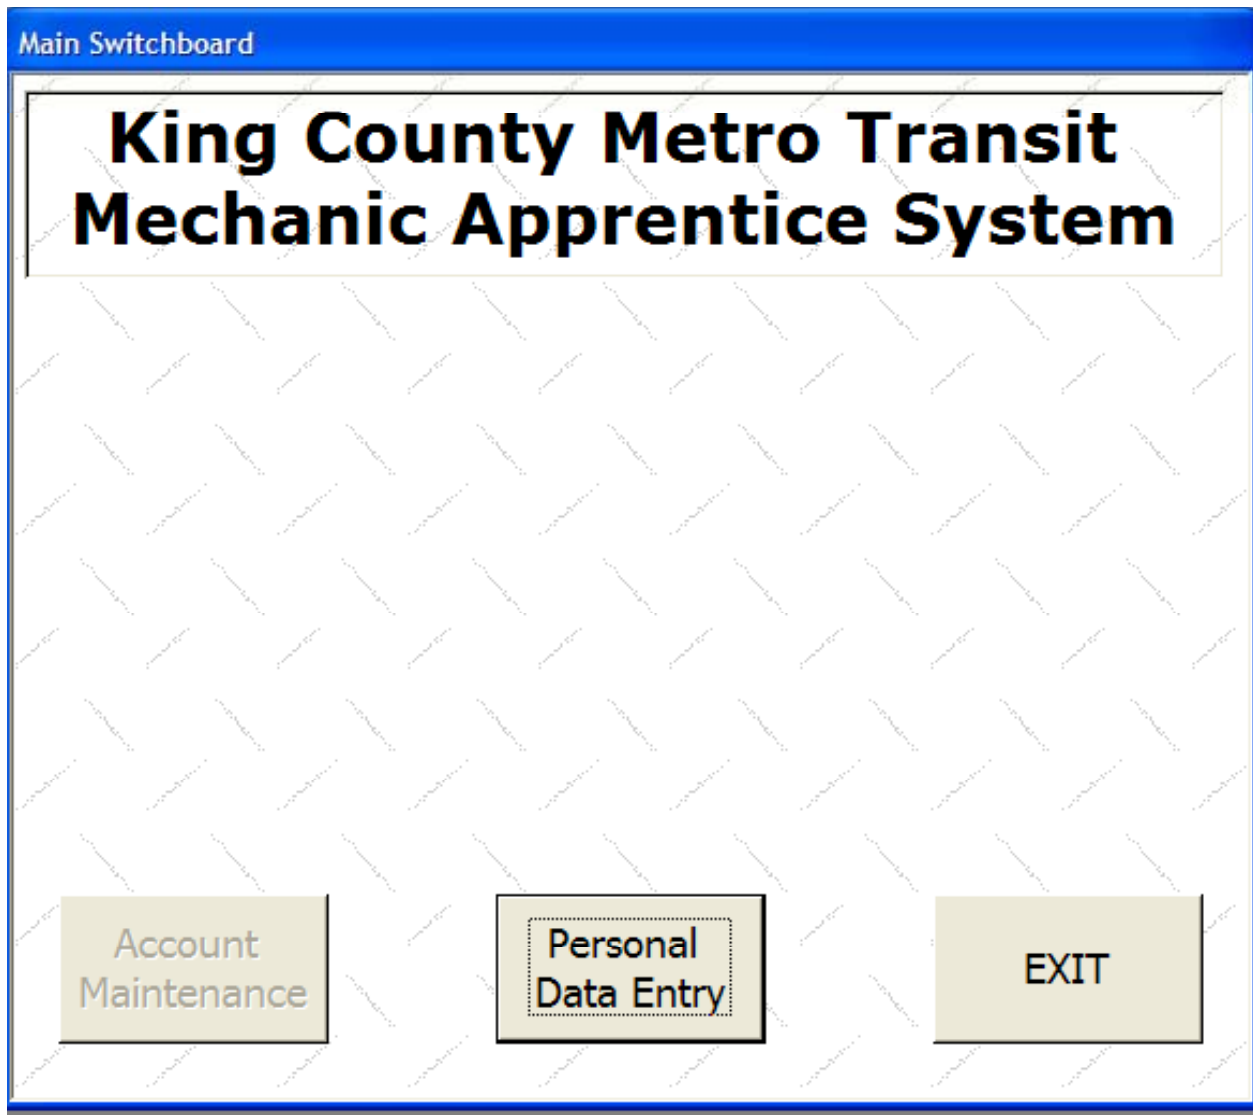 Main Switchboard
King County Metro Transit
Mechanic Apprentice System
Account
Maintenance
Personal
Data Entry
EXIT